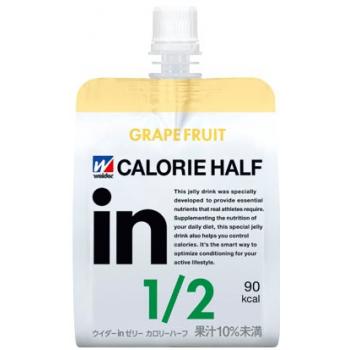 GRAPEFRUIT
weider
CALORIE HALF
in
This jelly drink was specially
developed to provide essential
nutrients that real athletes require.
Supplementing the nutrition of
your daily diet, this special jelly
drink also helps you control
calories. It's the smart way to
optimize conditioning for your
active lifestyle.
1/2
90
kcal
ウイダーinゼリー カロリーハーフ 果汁10%未満